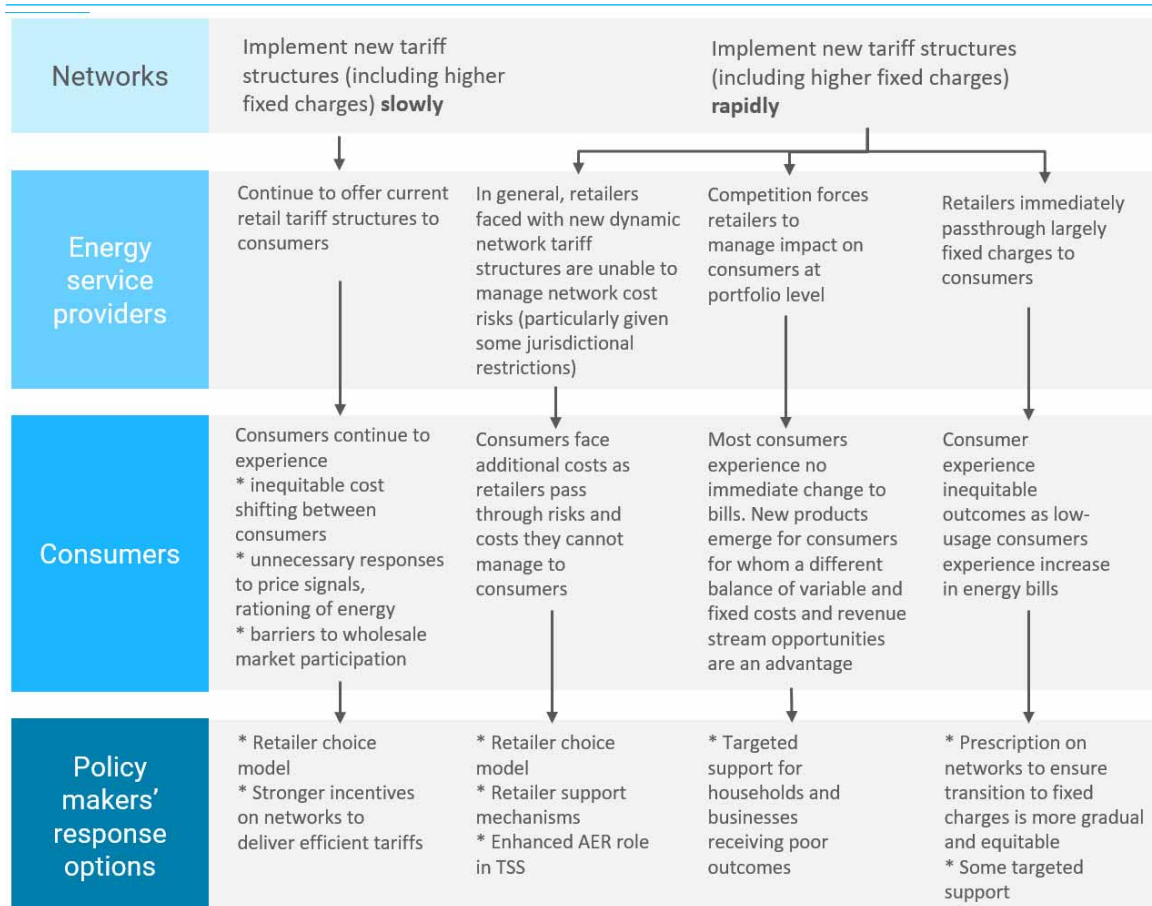 Networks
Implement new tariff
structures (including higher
fixed charges) slowly
Implement new tariff structures
(including higher fixed charges)
rapidly
Energy
service
providers
Continue to offer current
retail tariff structures to
consumers
In general, retailers
faced with new dynamic
network tariff
structures are unable to
manage network cost
risks (particularly given
some jurisdictional
restrictions)
Competition forces
retailers to
manage impact on
consumers at
portfolio level
Retailers immediately
passthrough largely
fixed charges to
consumers
Consumers
Consumers continue to
experience
* inequitable cost
shifting between
consumers
* unnecessary responses
to price signals,
rationing of energy
* barriers to wholesale
market participation
Consumers face
additional costs as
retailers pass
through risks and
costs they cannot
manage to
consumers
Most consumers
experience no
immediate change to
bills. New products
emerge for consumers
for whom a different
balance of variable and
fixed costs and revenue
stream opportunities
are an advantage
Consumer
experience
inequitable
outcomes as low-
usage consumers
experience increase
in energy bills
Policy
makers'
response
options
* Retailer choice
model
* Stronger incentives
on networks to
deliver efficient tariffs
* Retailer choice
model
* Retailer support
mechanisms
* Enhanced AER role
in TSS
* Targeted
support for
households and
businesses
receiving poor
outcomes
* Prescription on
networks to ensure
transition to fixed
charges is more gradual
and equitable
* Some targeted
support